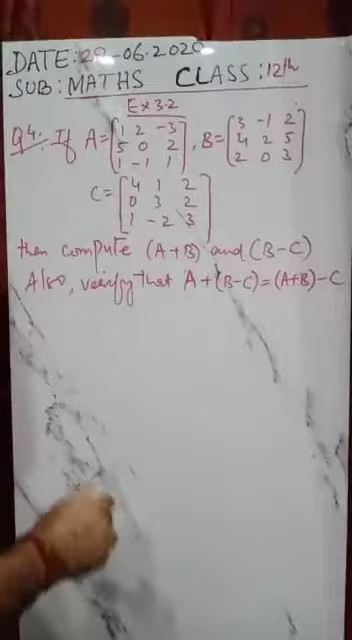 DATE: 29-06.2020
SUB: MATHS CLASS: 12th
Ex 3.2
Q4. If A = [1 2 -3
5 0 2
1 -1 1], B = [3 -1 2
4 2 5
2 0 3]
C = [4 1 2
0 3 2
1 -2 3]
then compute (A+B) and (B-C)
Also, verify that A+(B-C)=(A+B)-C